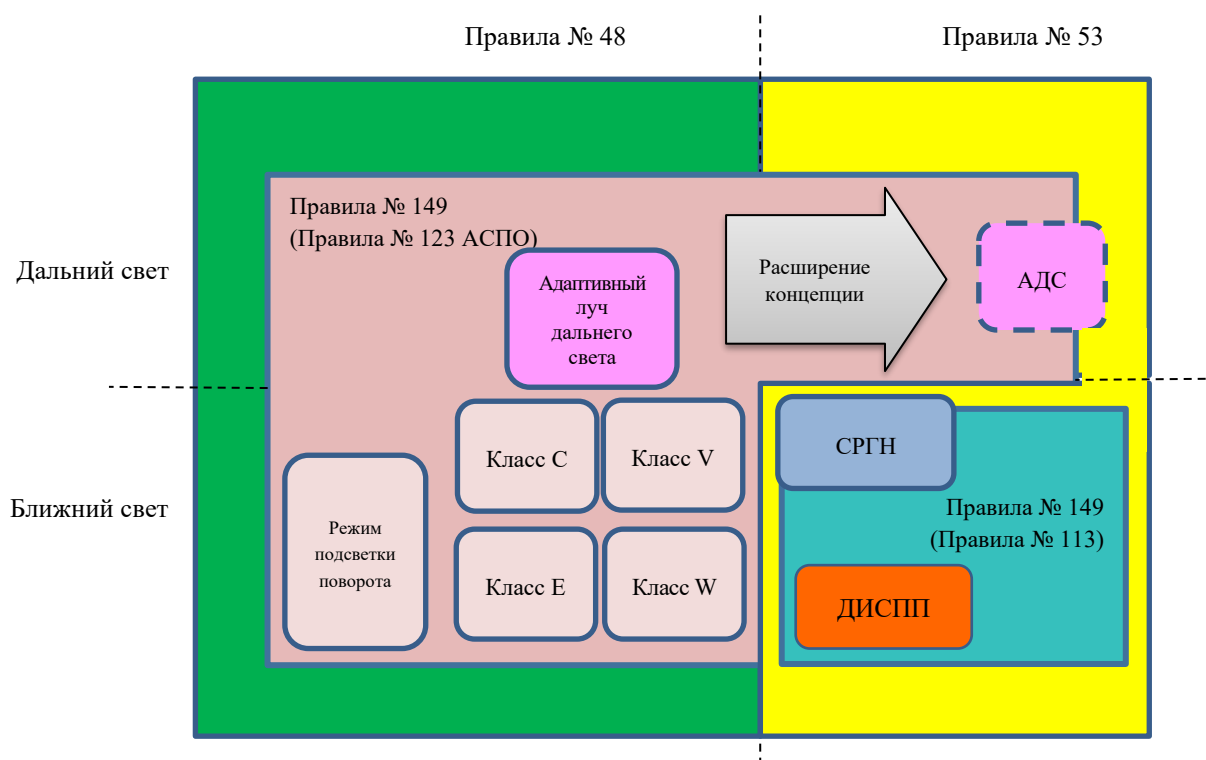 Правила № 48
Правила № 53
Правила № 149
(Правила № 123 АСПО)
Дальний свет
Адаптивный
луч
дальнего
света
Расширение
концепции
АДС
Класс C
Класс V
СРГН
Ближний свет
Режим
подсветки
поворота
Правила № 149
(Правила № 113)
Класс E
Класс W
ДИСПП